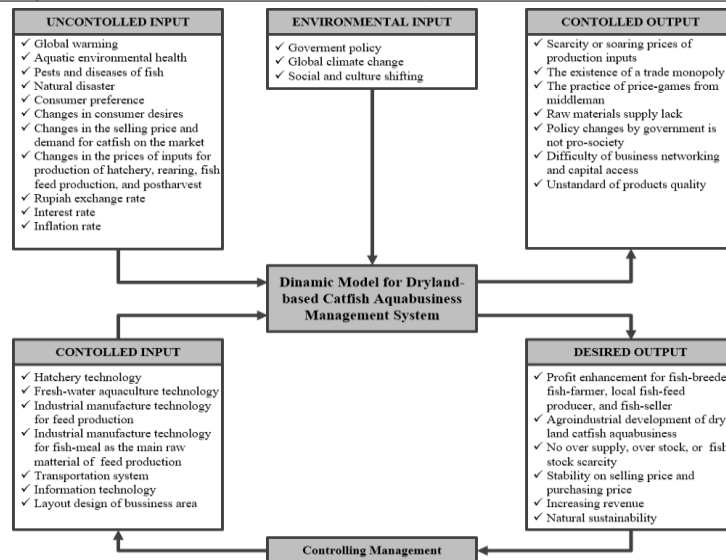 UNCONTOLLED INPUT
✓ Global warming
✓ Aquatic environmental health
✓ Pests and diseases of fish
✓ Natural disaster
✓ Consumer preference
✓ Changes in consumer desires
✓ Changes in the selling price and
demand for catfish on the market
✓ Changes in the prices of inputs for
production of hatchery, rearing, fish
feed production, and postharvest
✓ Rupiah exchange rate
✓ Interest rate
✓ Inflation rate
ENVIRONMENTAL INPUT
✓ Goverment policy
✓ Global climate change
✓ Social and culture shifting
CONTOLLED OUTPUT
✓ Scarcity or soaring prices of
production inputs
✓ The existence of a trade monopoly
✓ The practice of price-games from
middleman
✓ Raw materials supply lack
✓ Policy changes by government is
not pro-society
✓ Difficulty of business networking
and capital access
✓ Unstandard of products quality
Dinamic Model for Dryland-
based Catfish Aquabusiness
Management System
CONTOLLED INPUT
✓ Hatchery technology
✓ Fresh-water aquaculture technology
✓ Industrial manufacture technology
for feed production
✓ Industrial manufacture technology
for fish-meal as the main raw
matterial of feed production
✓ Transportation system
✓ Information technology
✓ Layout design of bussiness area
DESIRED OUTPUT
✓ Profit enhancement for fish-breede
fish-farmer, local fish-feed
producer, and fish-seller
✓ Agroindustrial development of dry
land catfish aquabusiness
✓ No over supply, over stock, or fish
stock scarcity
✓ Stability on selling price and
purchasing price
✓ Increasing revenue
✓ Natural sustainability
Controlling Management